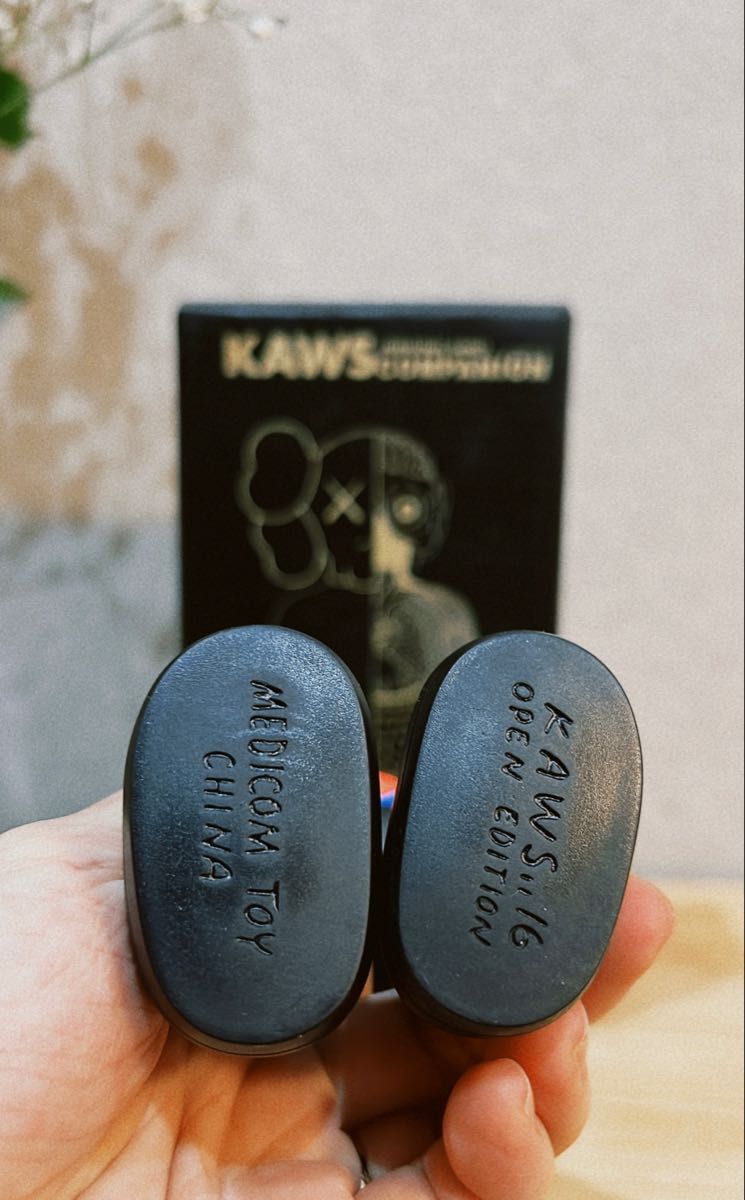 KAWS
COMPANION
MEDICOM TOY
CHINA
KAWS..16
OPEN EDITION